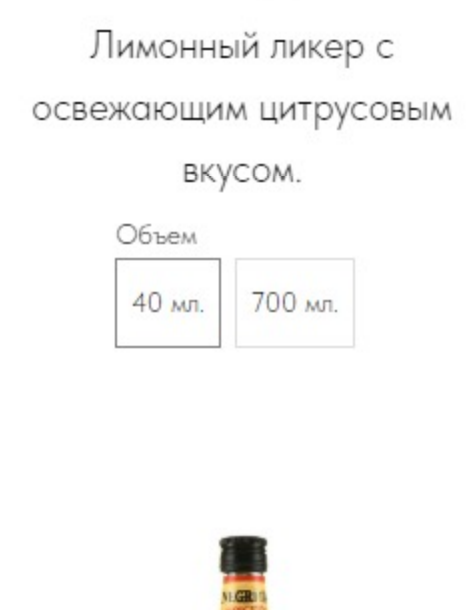 Лимонный ликер с
освежающим цитрусовым
вкусом.
Объем
40 мл.
700 мл.